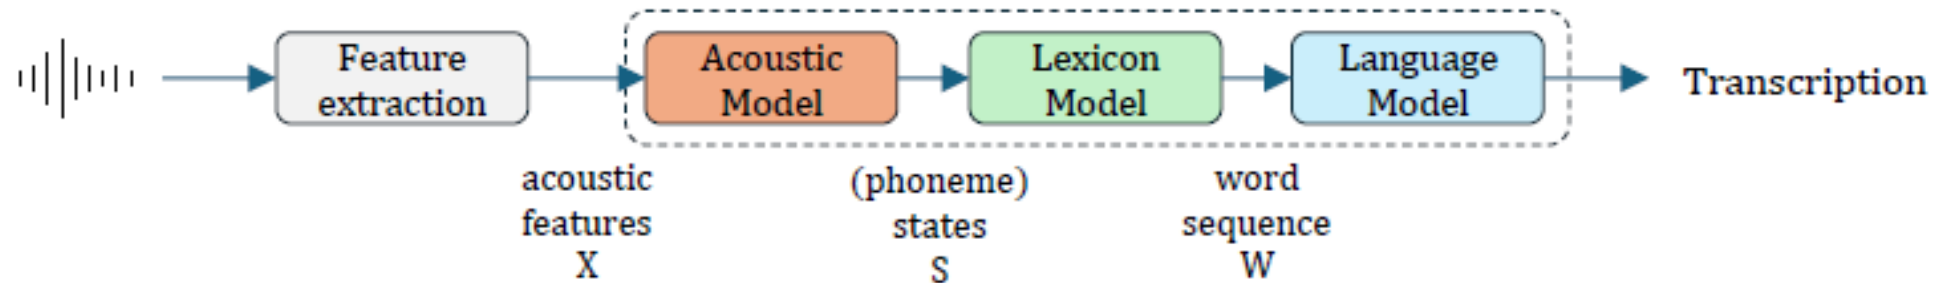 Feature
extraction
Acoustic
Model
Lexicon
Model
Language
Model
Transcription
acoustic
features
X
(phoneme)
states
S
word
sequence
W